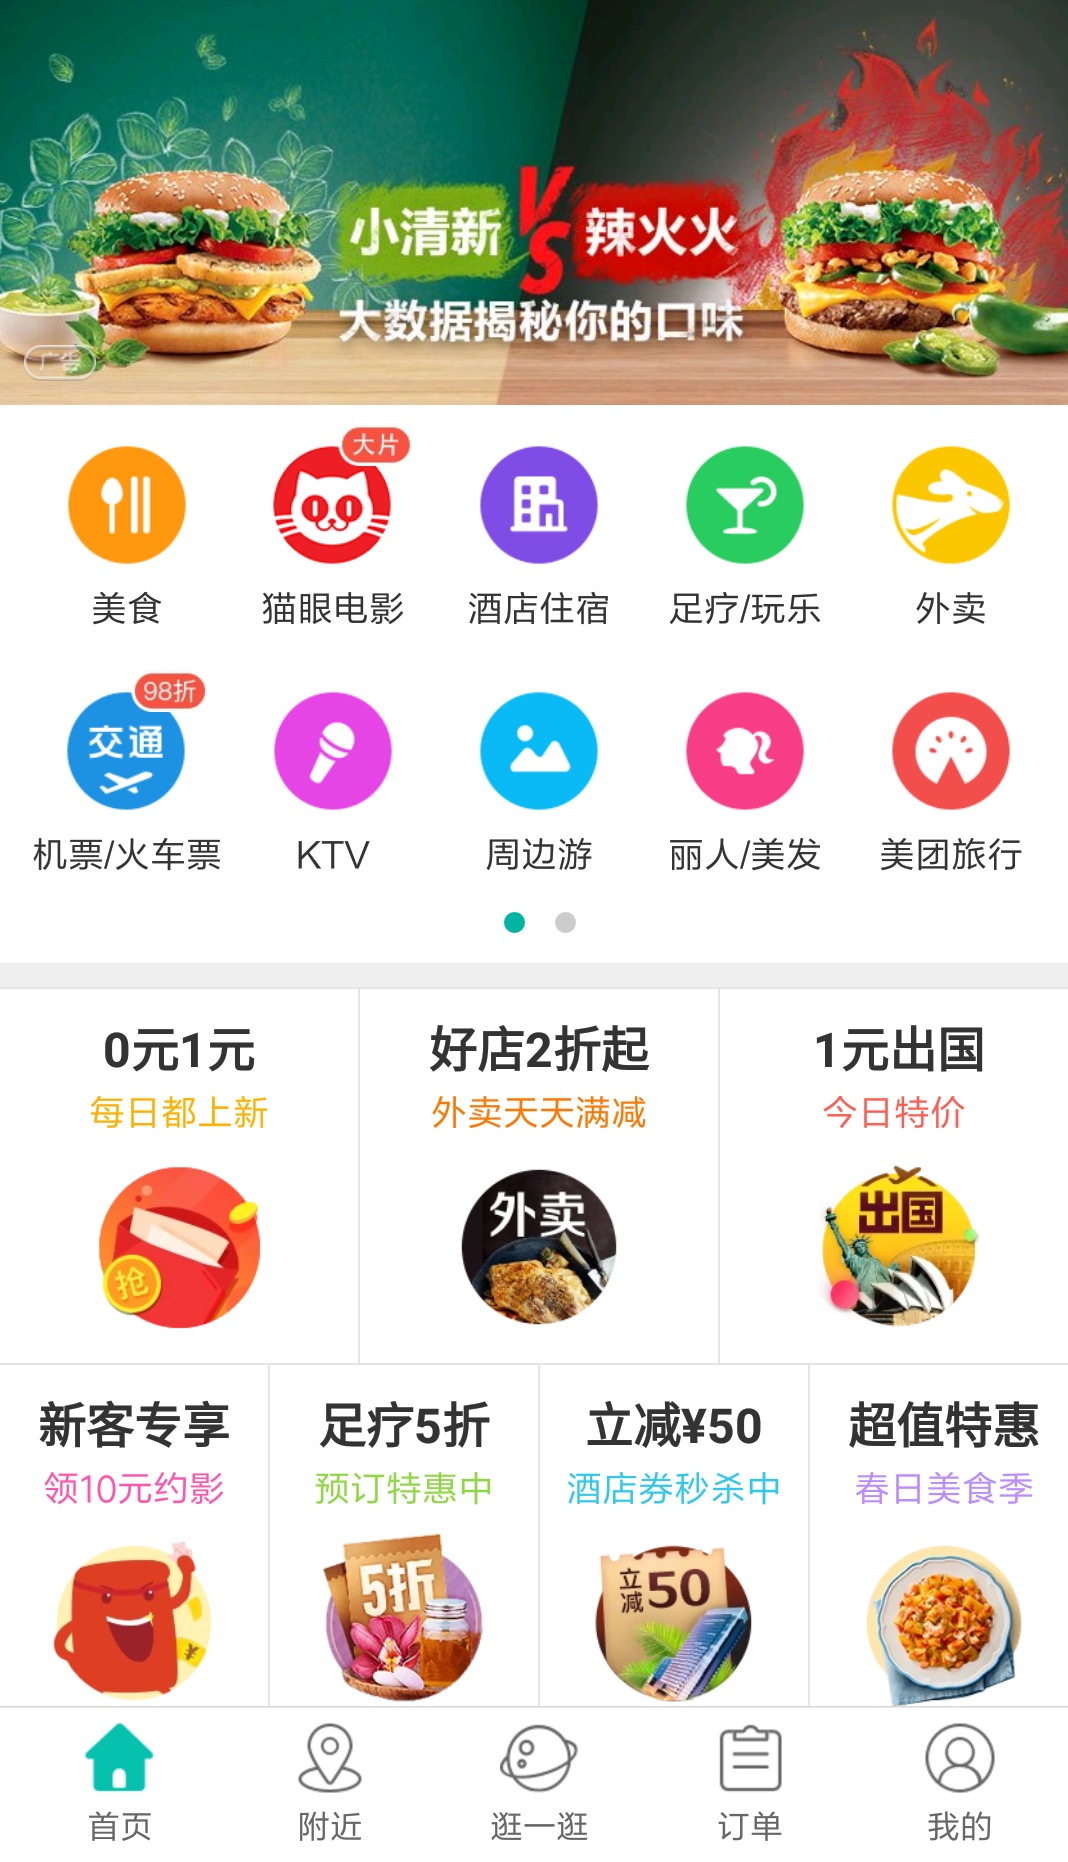 小清新 VS 辣火火
大数据揭秘你的口味
广告
大片
美食 猫眼电影 酒店住宿 足疗/玩乐 外卖
98折
交通
机票/火车票 KTV 周边游 丽人/美发 美团旅行
0元1元 好店2折起 1元出国
每日都上新 外卖天天满减 今日特价
抢 外卖 出国
新客专享 足疗5折 立减¥50 超值特惠
领10元约影 预订特惠中 酒店券秒杀中 春日美食季
5折 立减50
¥
首页 附近 逛一逛 订单 我的